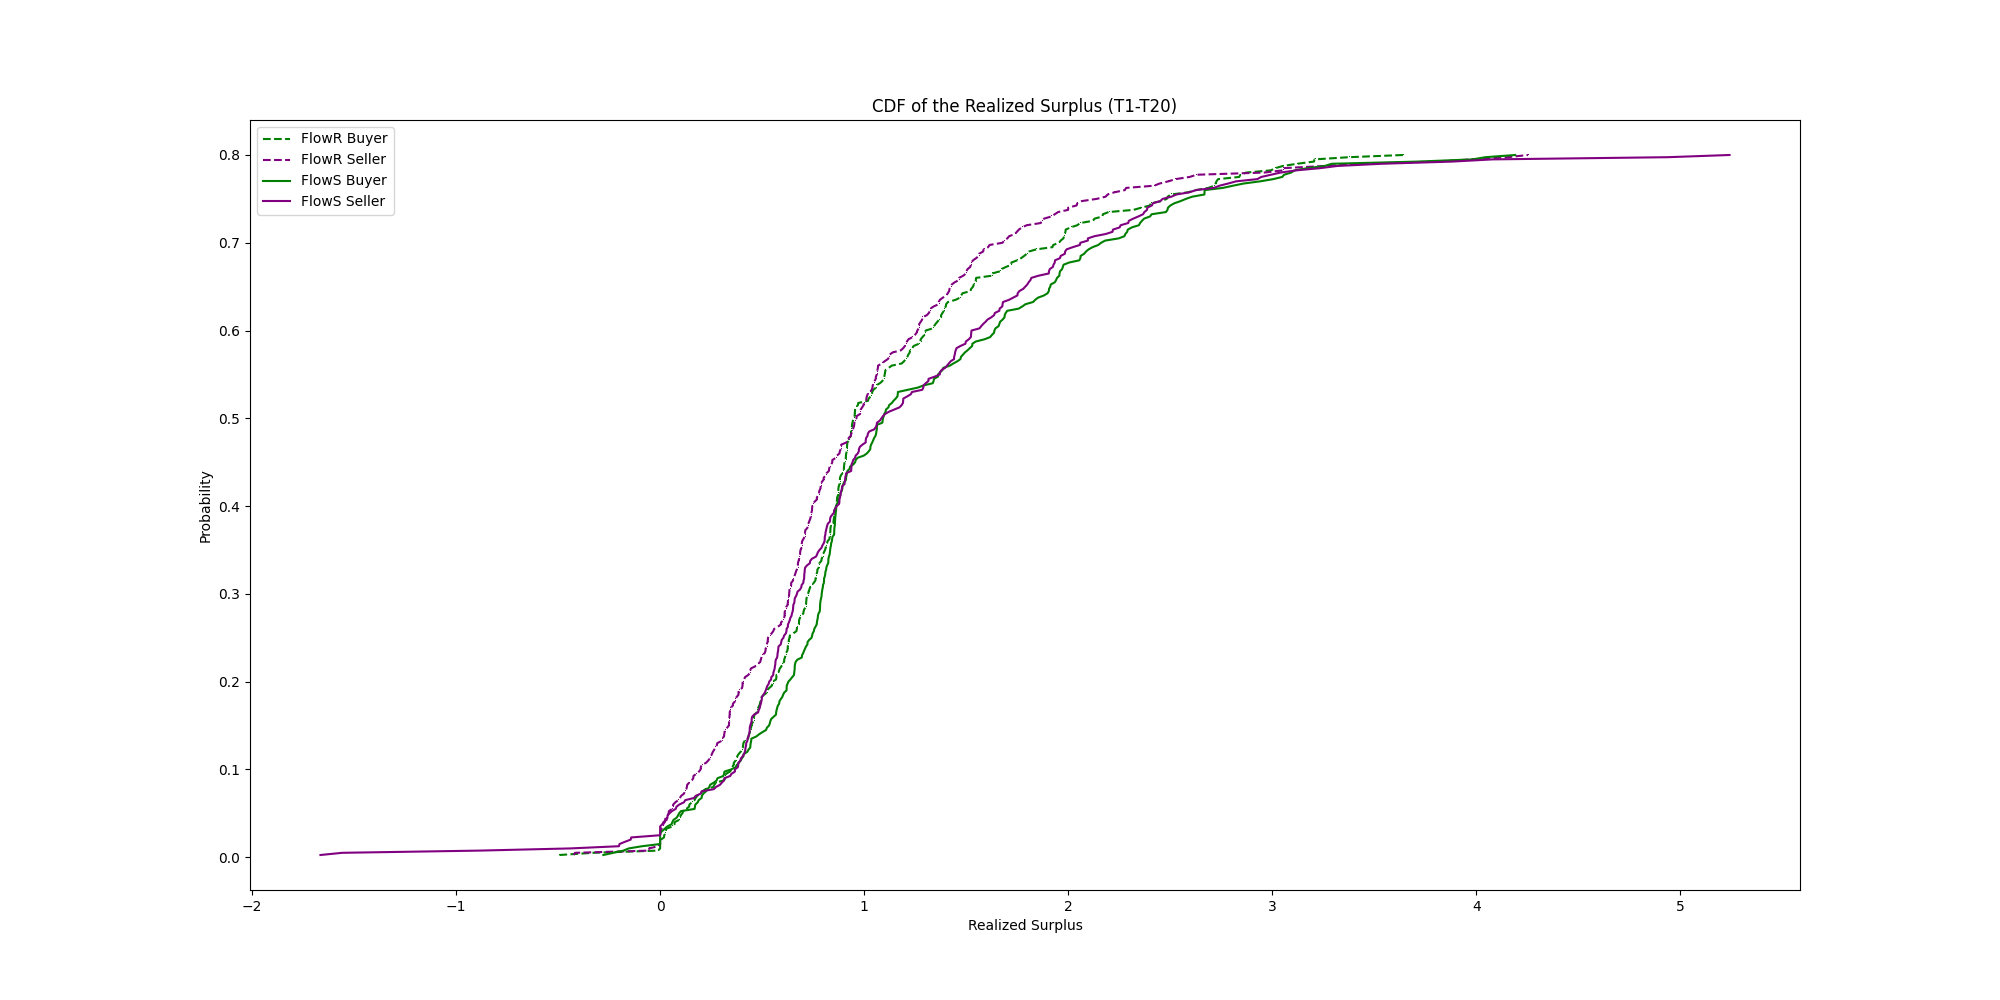 CDF of the Realized Surplus (T1-T20)
FlowR Buyer
FlowR Seller
FlowS Buyer
FlowS Seller
0.8
0.7
0.6
0.5
0.4
0.3
0.2
0.1
0.0
Probability
−2 −1 0 1 2 3 4 5
Realized Surplus